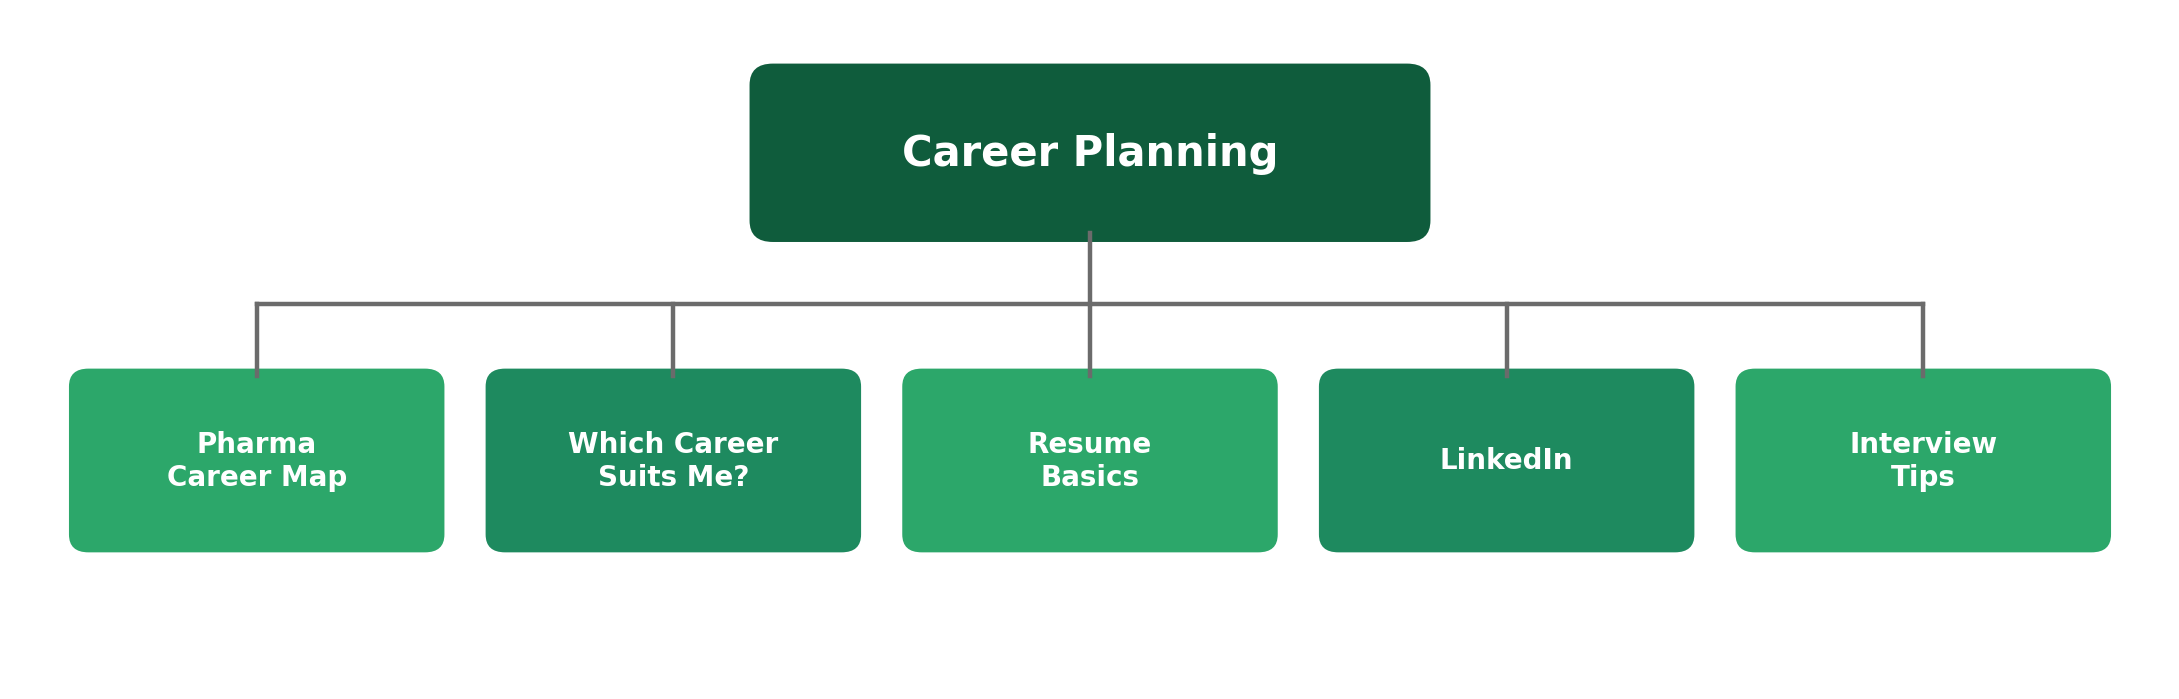 Career Planning
Pharma
Career Map
Which Career
Suits Me?
Resume
Basics
LinkedIn
Interview
Tips